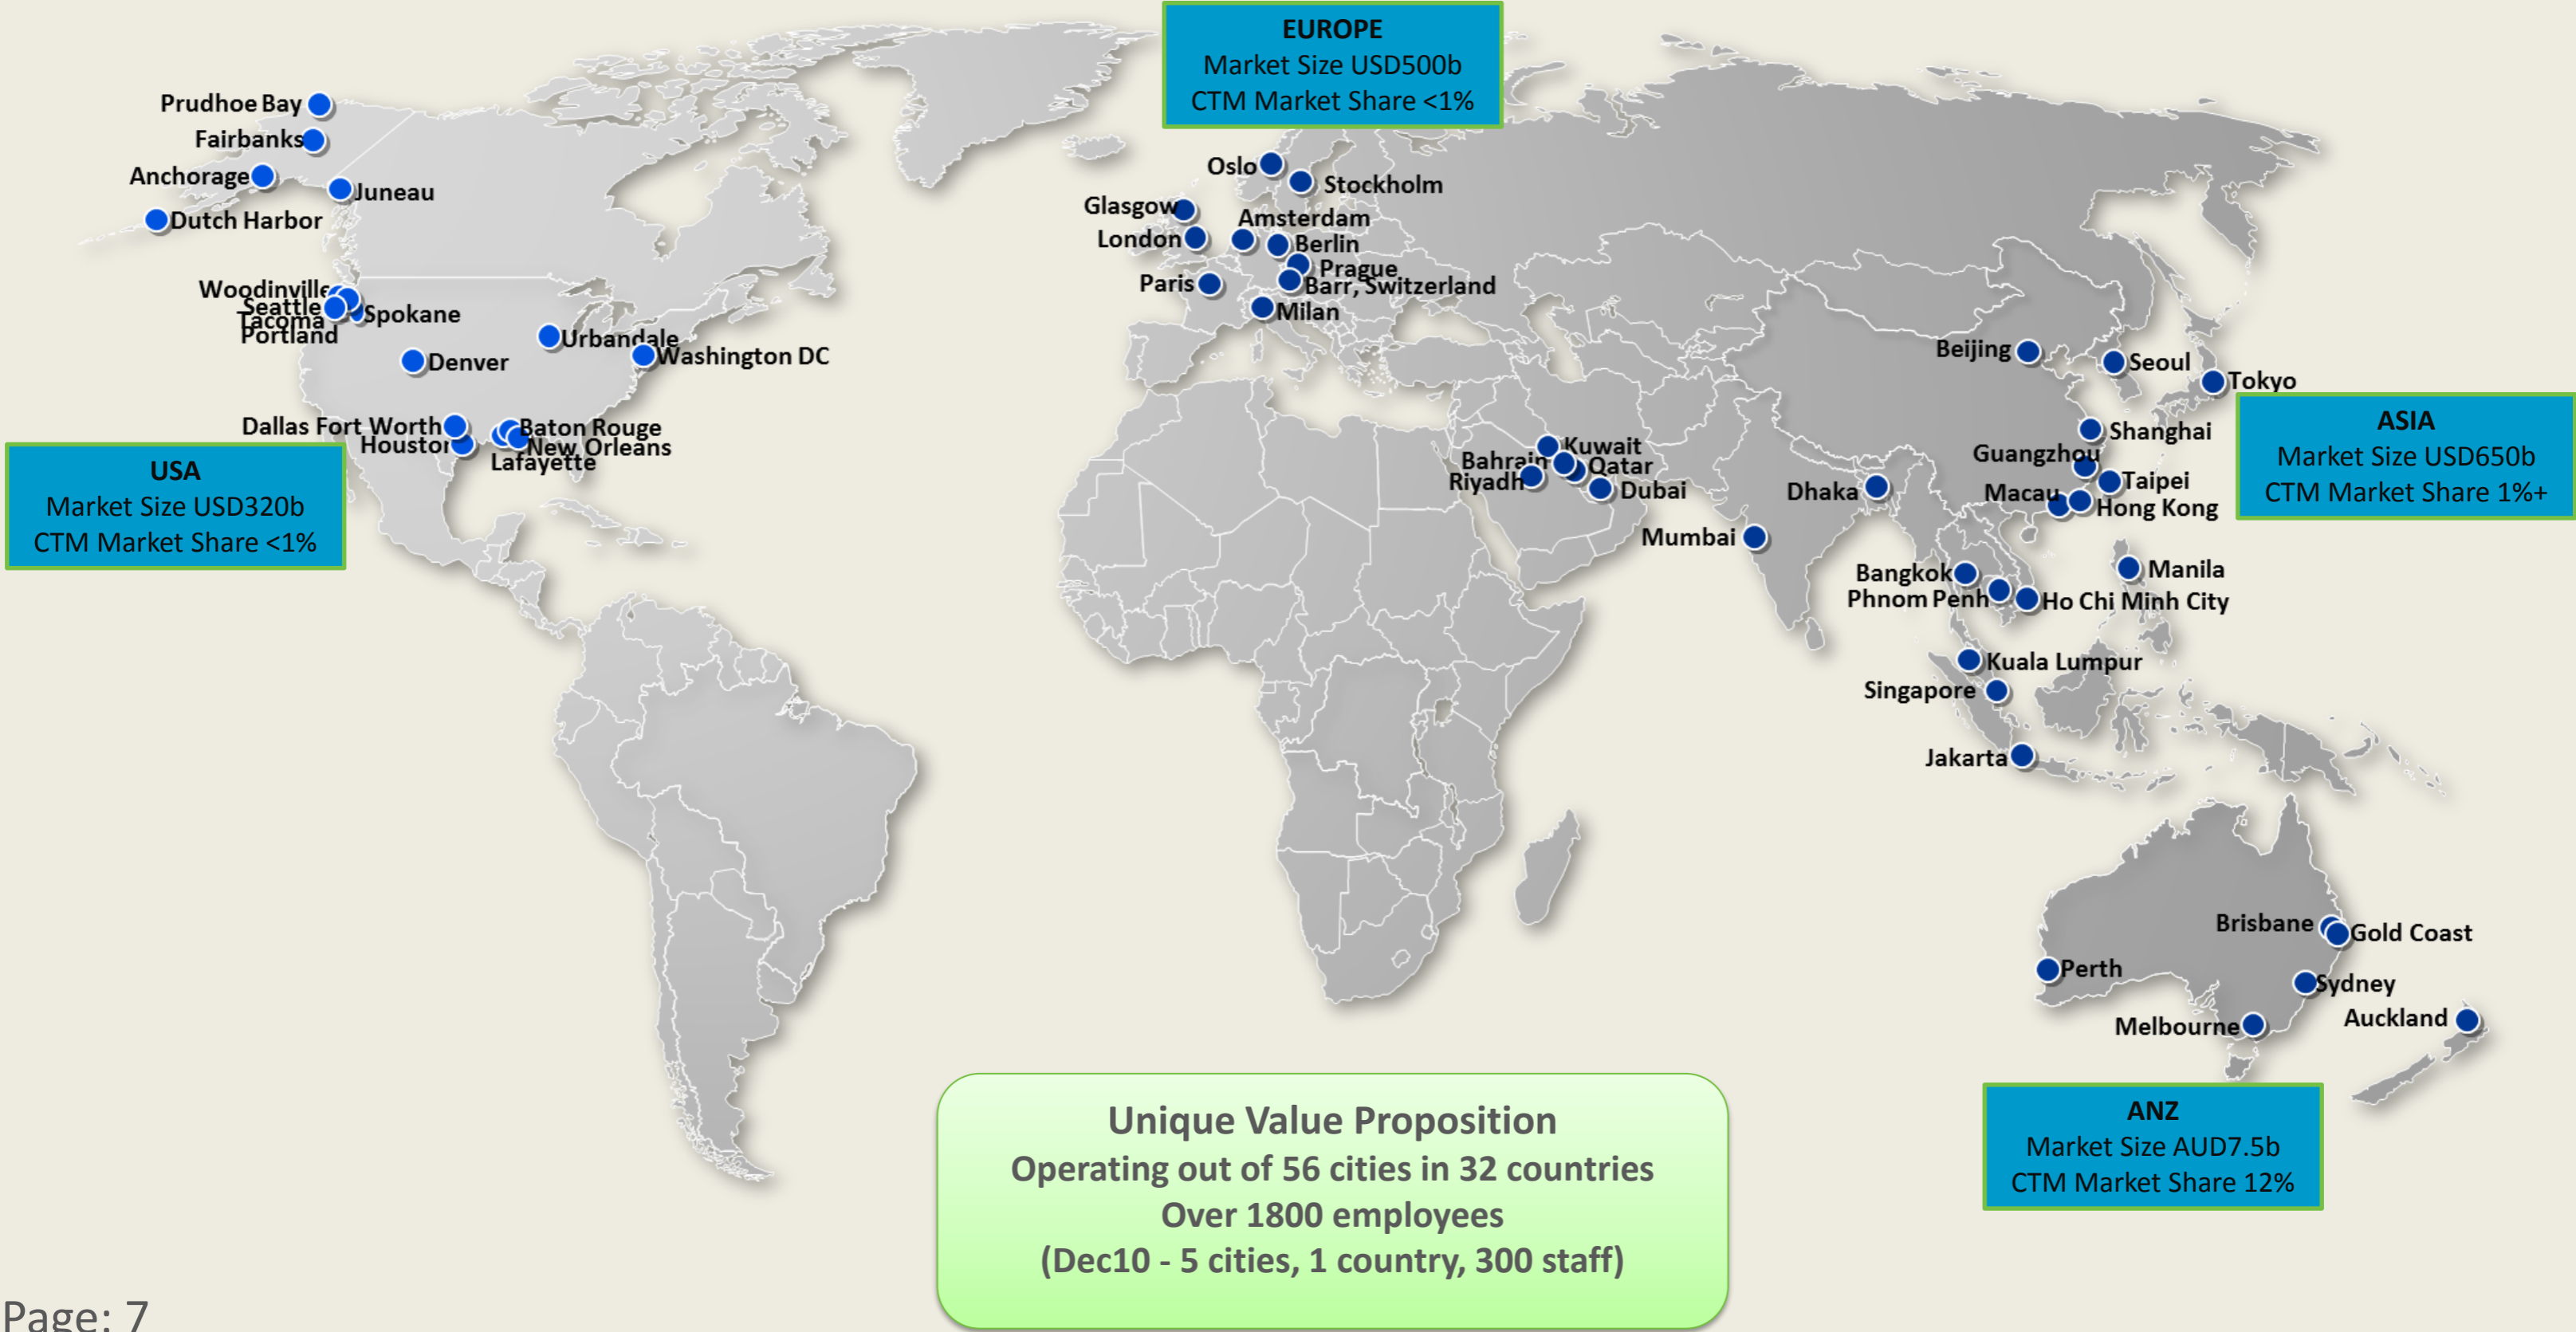 EUROPE
Market Size USD500b
CTM Market Share <1%
Prudhoe Bay
Fairbanks
Anchorage
Juneau
Dutch Harbor
Woodinville
Seattle
Tacoma
Portland
Spokane
Urbandale
Washington DC
Denver
Dallas Fort Worth
Houston
Baton Rouge
New Orleans
Lafayette
USA
Market Size USD320b
CTM Market Share <1%
Oslo
Stockholm
Glasgow
Amsterdam
London
Berlin
Prague
Paris
Barr, Switzerland
Milan
Kuwait
Bahrain
Qatar
Riyadh
Dubai
Beijing
Seoul
Tokyo
Shanghai
Guangzhou
Taipei
Macau
Hong Kong
Dhaka
Mumbai
Manila
Bangkok
Phnom Penh
Ho Chi Minh City
Kuala Lumpur
Singapore
Jakarta
ASIA
Market Size USD650b
CTM Market Share 1%+
Brisbane
Gold Coast
Perth
Sydney
Auckland
Melbourne
ANZ
Market Size AUD7.5b
CTM Market Share 12%
Unique Value Proposition
Operating out of 56 cities in 32 countries
Over 1800 employees
(Dec10 - 5 cities, 1 country, 300 staff)
Page: 7